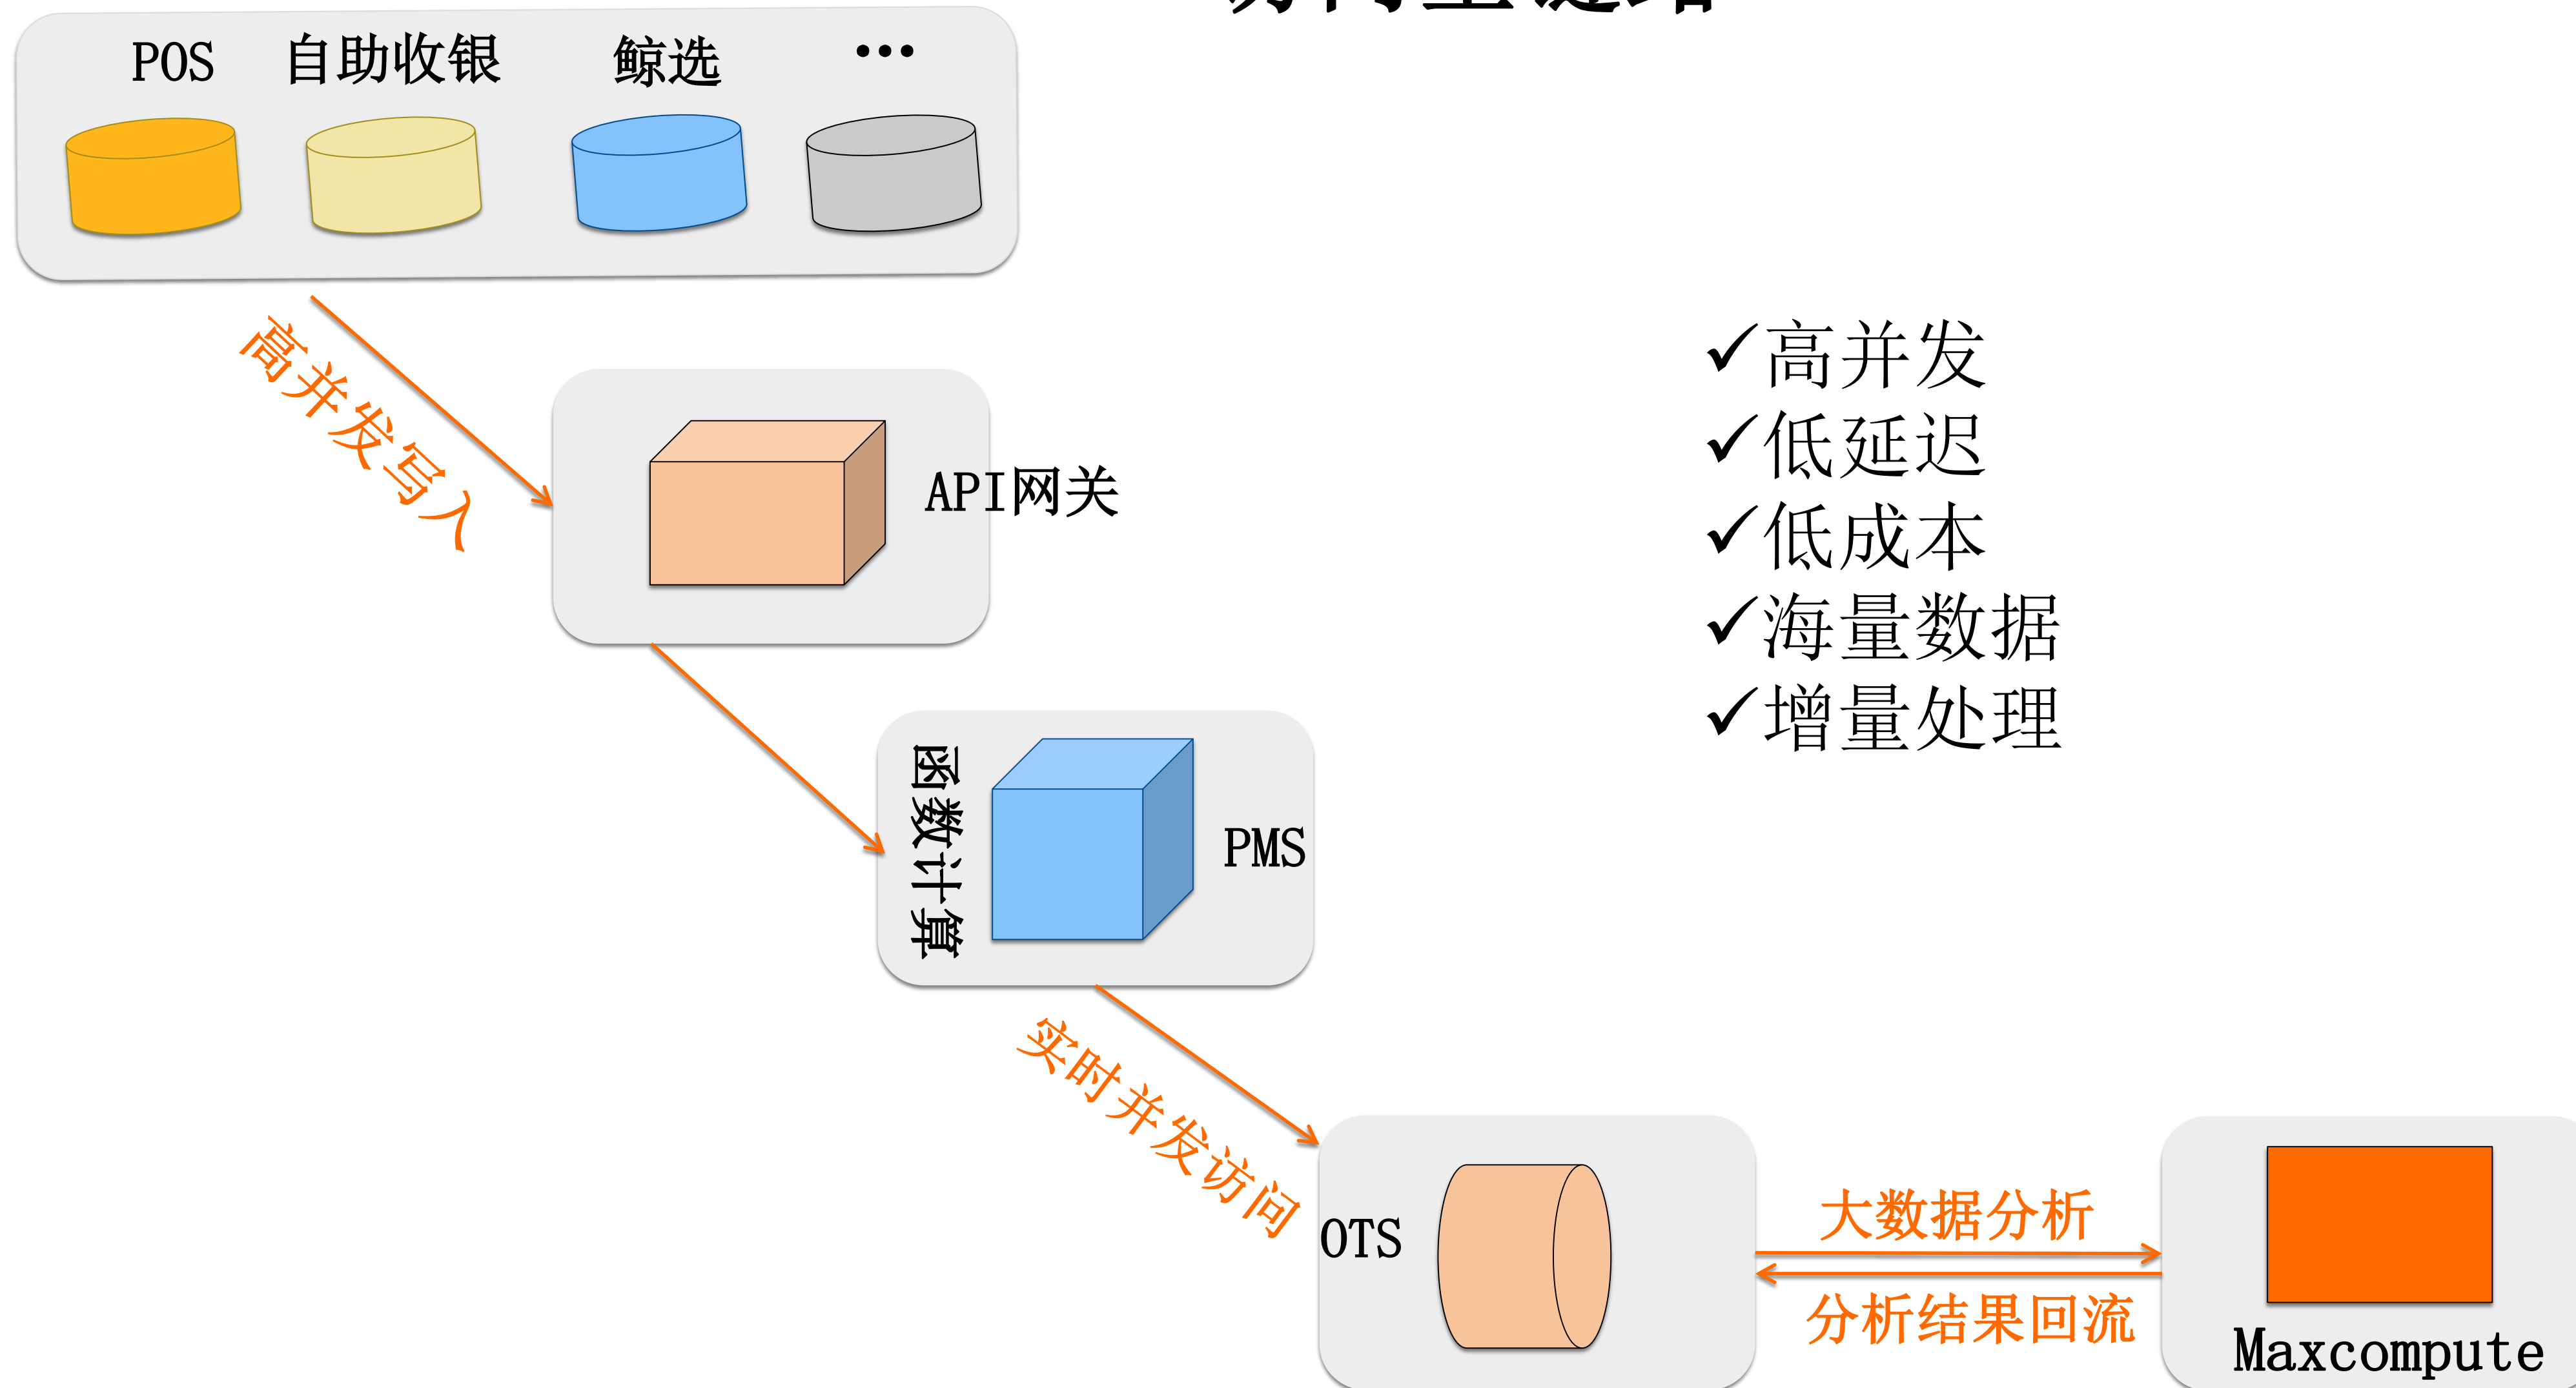 POS 自助收银 鲸选 ...
高并发写入
API网关
✓高并发
✓低延迟
✓低成本
✓海量数据
✓增量处理
函数计算
PMS
实时并发访问
OTS
大数据分析
分析结果回流
Maxcompute